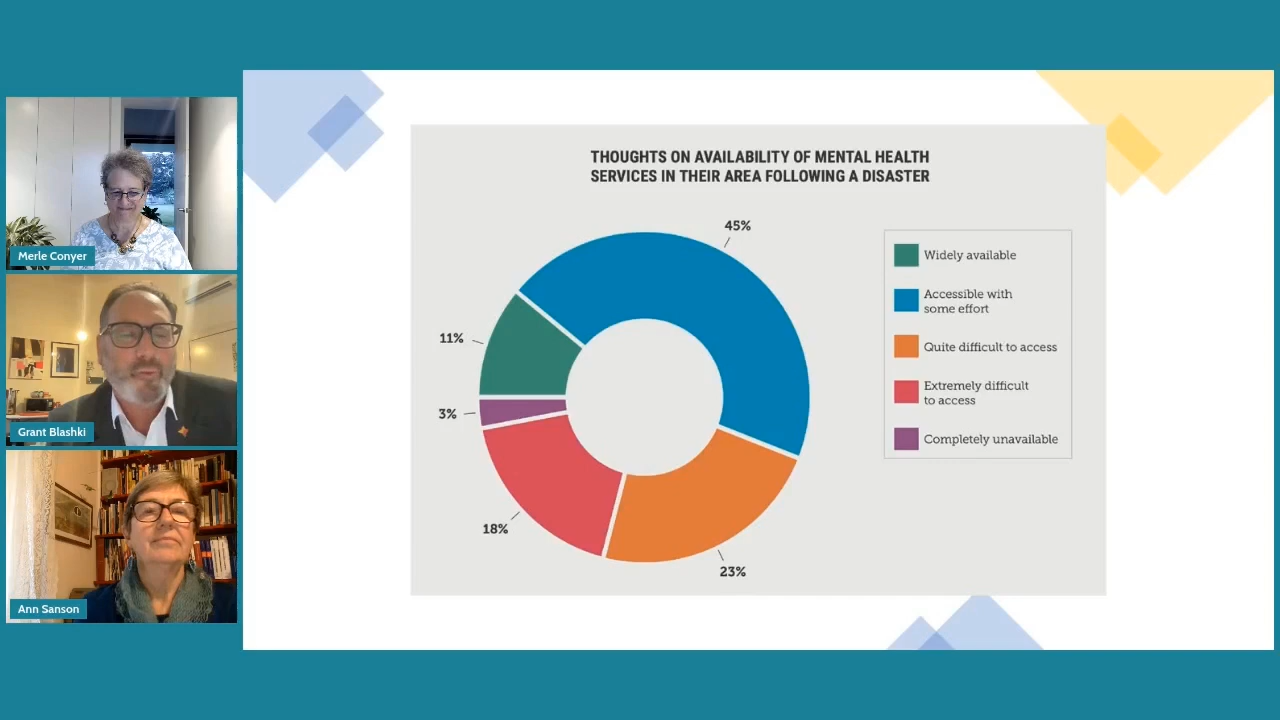 Merle Conyer
Grant Blashki
Ann Sanson
THOUGHTS ON AVAILABILITY OF MENTAL HEALTH
SERVICES IN THEIR AREA FOLLOWING A DISASTER
45%
11%
3%
18%
23%
Widely available
Accessible with
some effort
Quite difficult to access
Extremely difficult
to access
Completely unavailable